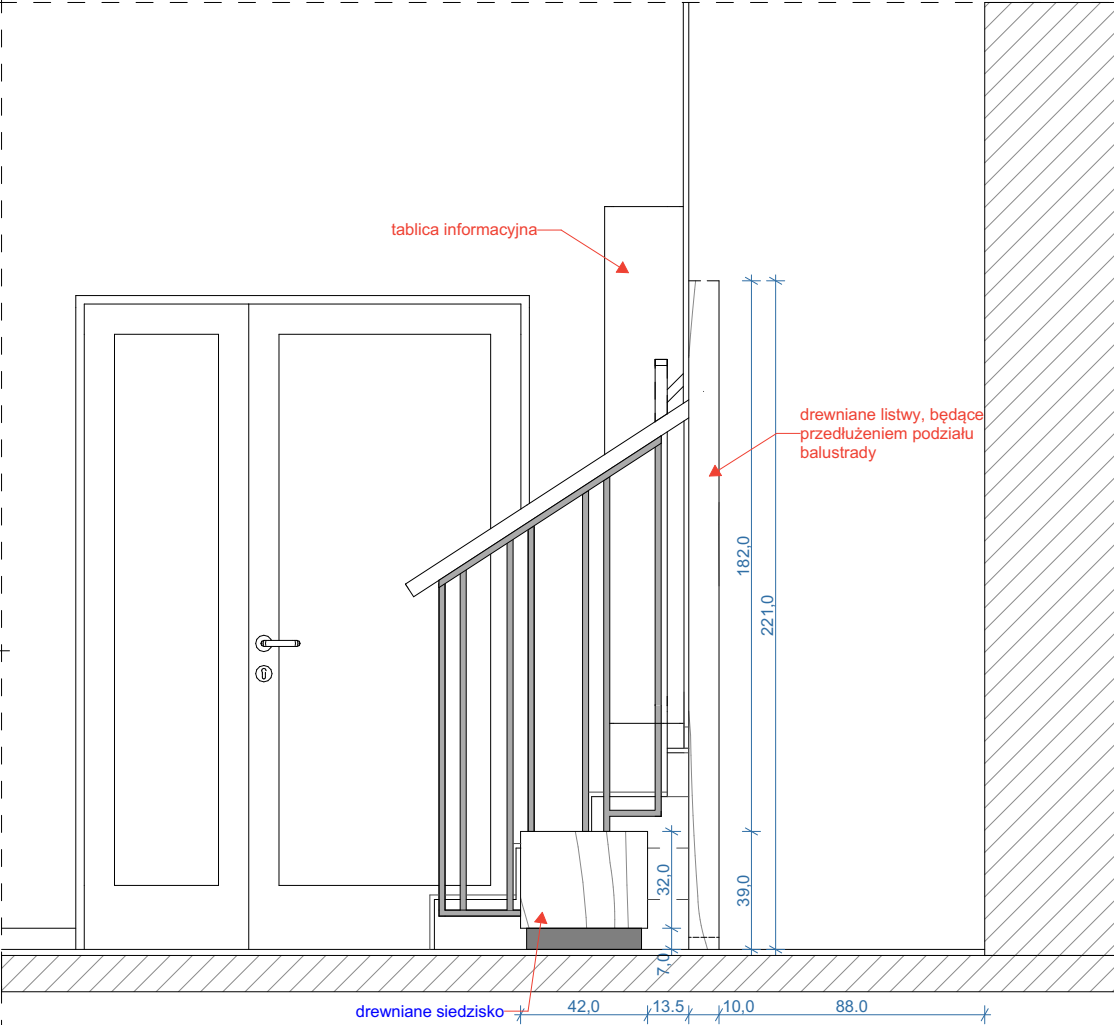 tablica informacyjna
drewniane listwy, będące
przedłużeniem podziału
balustrady
182,0
221,0
32,0
39,0
7,0
drewniane siedzisko
42,0
13.5
10,0
88.0